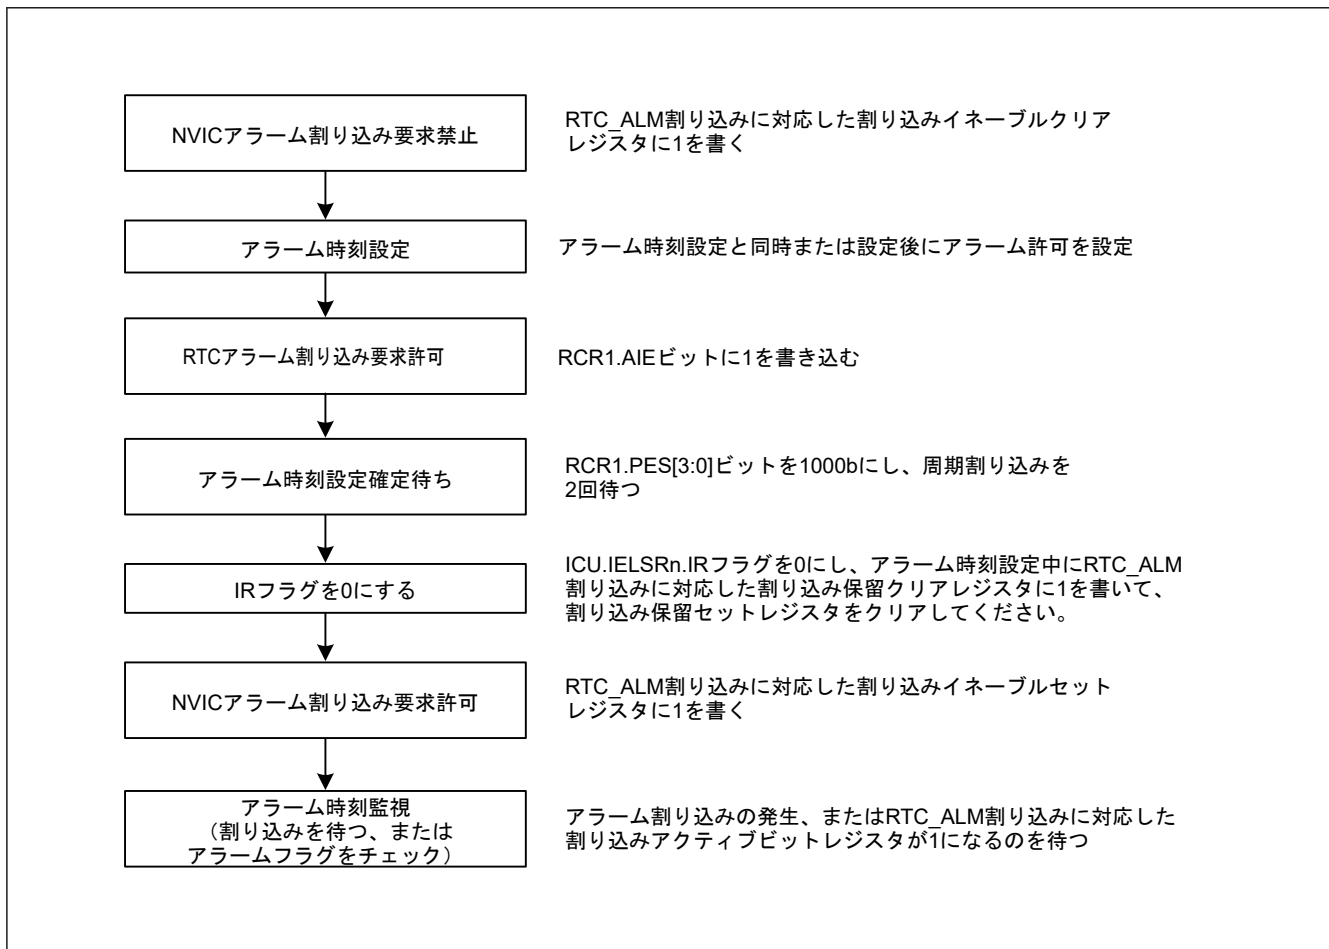 NVICアラーム割り込み要求禁止
RTC_ALM割り込みに対応した割り込みイネーブルクリア
レジスタに1を書く
アラーム時刻設定
アラーム時刻設定と同時または設定後にアラーム許可を設定
RTCアラーム割り込み要求許可
RCR1.AIEビットに1を書き込む
アラーム時刻設定確定待ち
RCR1.PES[3:0]ビットを1000bにし、周期割り込みを
2回待つ
IRフラグを0にする
ICU.IELSRn.IRフラグを0にし、アラーム時刻設定中にRTC_ALM
割り込みに対応した割り込み保留クリアレジスタに1を書いて、
割り込み保留セットレジスタをクリアしてください。
NVICアラーム割り込み要求許可
RTC_ALM割り込みに対応した割り込みイネーブルセット
レジスタに1を書く
アラーム時刻監視
（割り込みを待つ、または
アラームフラグをチェック）
アラーム割り込みの発生、またはRTC_ALM割り込みに対応した
割り込みアクティブビットレジスタが1になるのを待つ